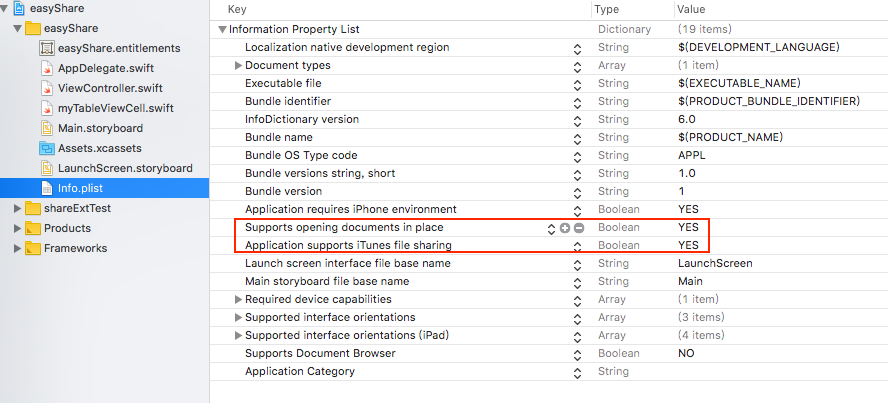 easyShare
easyShare
easyShare.entitlements
AppDelegate.swift
ViewController.swift
myTableViewCell.swift
Main.storyboard
Assets.xcassets
LaunchScreen.storyboard
Info.plist
shareExtTest
Products
Frameworks
Key Type Value
Information Property List Dictionary (19 items)
Localization native development region String $(DEVELOPMENT_LANGUAGE)
Document types Array (1 item)
Executable file String $(EXECUTABLE_NAME)
Bundle identifier String $(PRODUCT_BUNDLE_IDENTIFIER)
InfoDictionary version String 6.0
Bundle name String $(PRODUCT_NAME)
Bundle OS Type code String APPL
Bundle versions string, short String 1.0
Bundle version String 1
Application requires iPhone environment Boolean YES
Supports opening documents in place Boolean YES
Application supports iTunes file sharing Boolean YES
Launch screen interface file base name String LaunchScreen
Main storyboard file base name String Main
Required device capabilities Array (1 item)
Supported interface orientations Array (3 items)
Supported interface orientations (iPad) Array (4 items)
Supports Document Browser Boolean NO
Application Category String